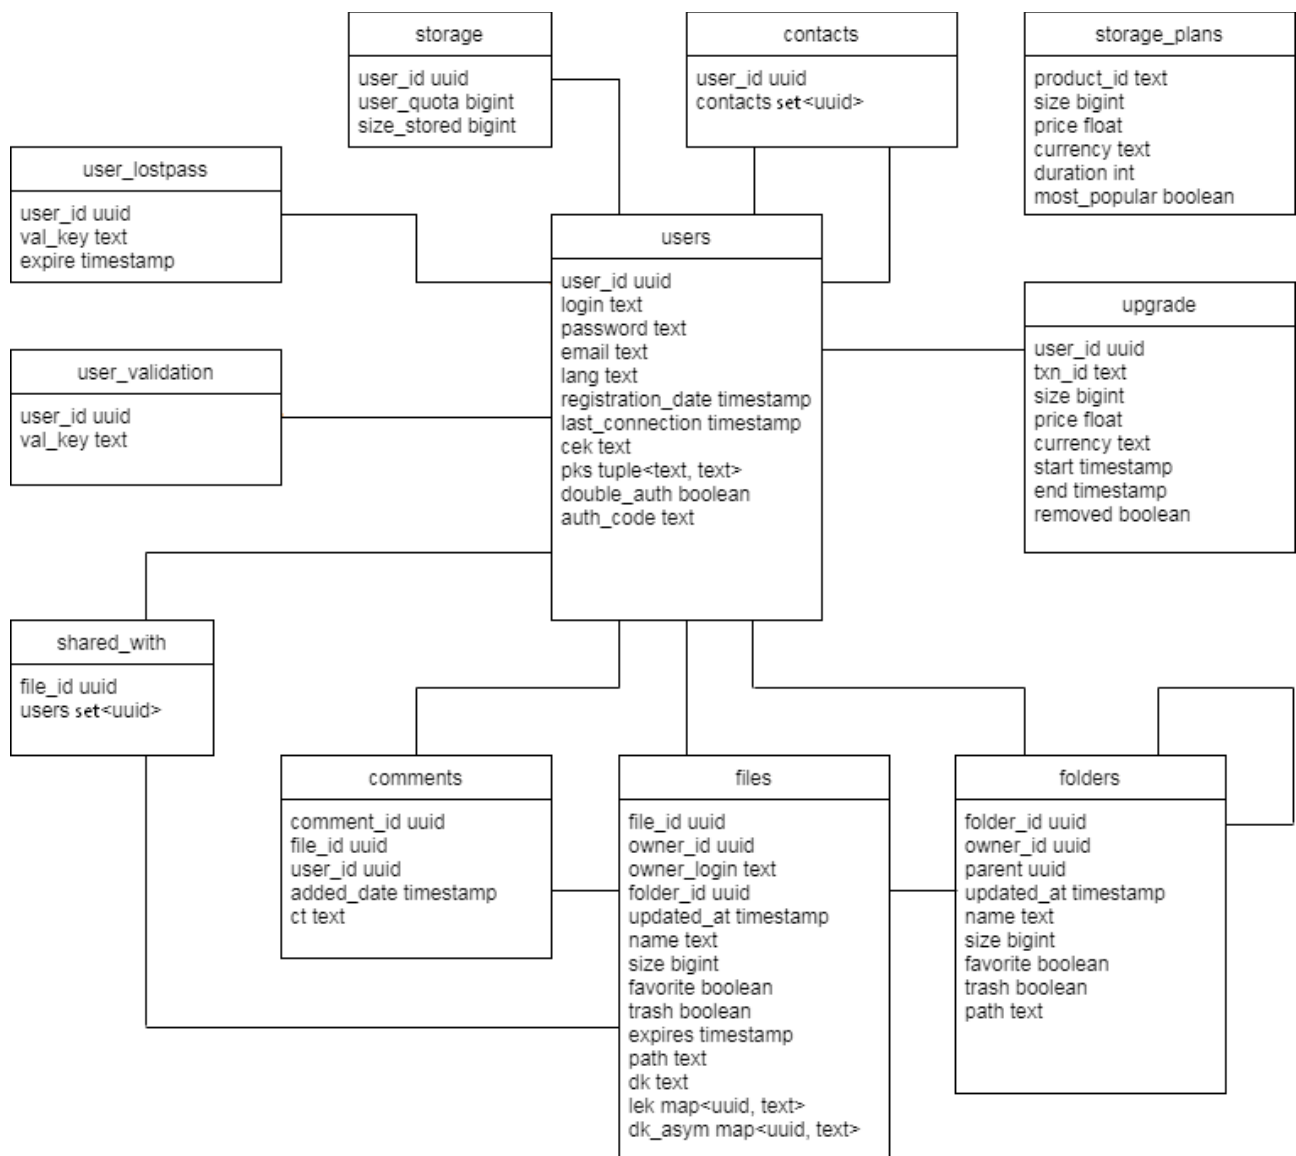 storage
user_id uuid
user_quota bigint
size_stored bigint
contacts
user_id uuid
contacts set<uuid>
storage_plans
product_id text
size bigint
price float
currency text
duration int
most_popular boolean
user_lostpass
user_id uuid
val_key text
expire timestamp
users
user_id uuid
login text
password text
email text
lang text
registration_date timestamp
last_connection timestamp
cek text
pks tuple<text, text>
double_auth boolean
auth_code text
upgrade
user_id uuid
txn_id text
size bigint
price float
currency text
start timestamp
end timestamp
removed boolean
user_validation
user_id uuid
val_key text
shared_with
file_id uuid
users set<uuid>
comments
comment_id uuid
file_id uuid
user_id uuid
added_date timestamp
ct text
files
file_id uuid
owner_id uuid
owner_login text
folder_id uuid
updated_at timestamp
name text
size bigint
favorite boolean
trash boolean
expires timestamp
path text
dk text
lek map<uuid, text>
dk_asym map<uuid, text>
folders
folder_id uuid
owner_id uuid
parent uuid
updated_at timestamp
name text
size bigint
favorite boolean
trash boolean
path text